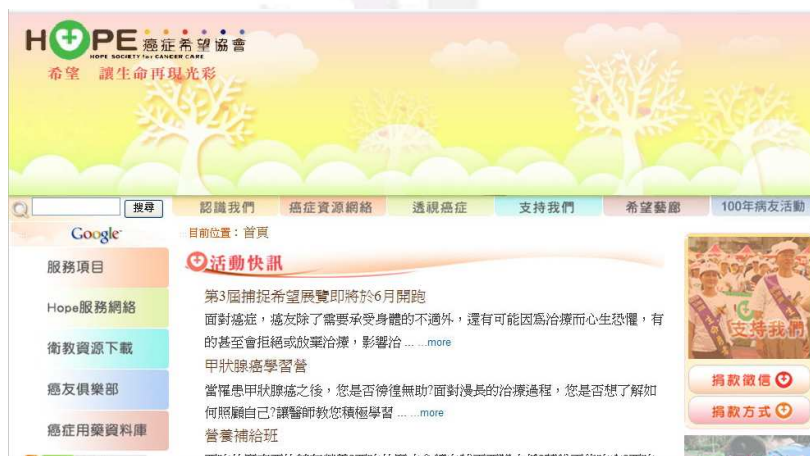 HOPE 癌症希望協會
HOPE SOCIETY for CANCER CARE
希望 讓生命再現光彩
搜尋
認識我們 癌症資源網絡 透視癌症 支持我們 希望藝廊 100年病友活動
Google
目前位置：首頁
服務項目
Hope服務網絡
衛教資源下載
癌友俱樂部
癌症用藥資料庫
活動快訊
第3屆捕捉希望展覽即將於6月開跑
面對癌症，癌友除了需要承受身體的不適外，還有可能因為治療而心生恐懼，有
的甚至會拒絕或放棄治療，影響治... ...more
甲狀腺癌學習營
當罹患甲狀腺癌之後，您是否徬徨無助?面對漫長的治療過程，您是否想了解如
何照顧自己?讓醫師教您積極學習 ... ...more
營養補給班
支持我們
捐款徵信
捐款方式